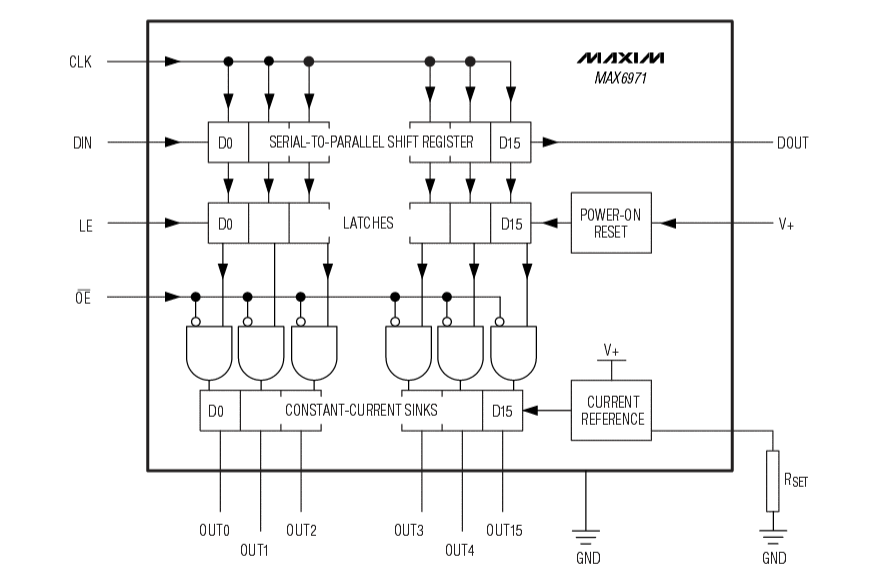 CLK
MAXIM
MAX6971
DIN
D0
SERIAL-TO-PARALLEL SHIFT REGISTER
D15
DOUT
LE
D0
LATCHES
D15
POWER-ON
RESET
V+
OE
V+
D0
CONSTANT-CURRENT SINKS
D15
CURRENT
REFERENCE
RSET
OUT0
OUT1
OUT2
OUT3
OUT4
OUT15
GND
GND